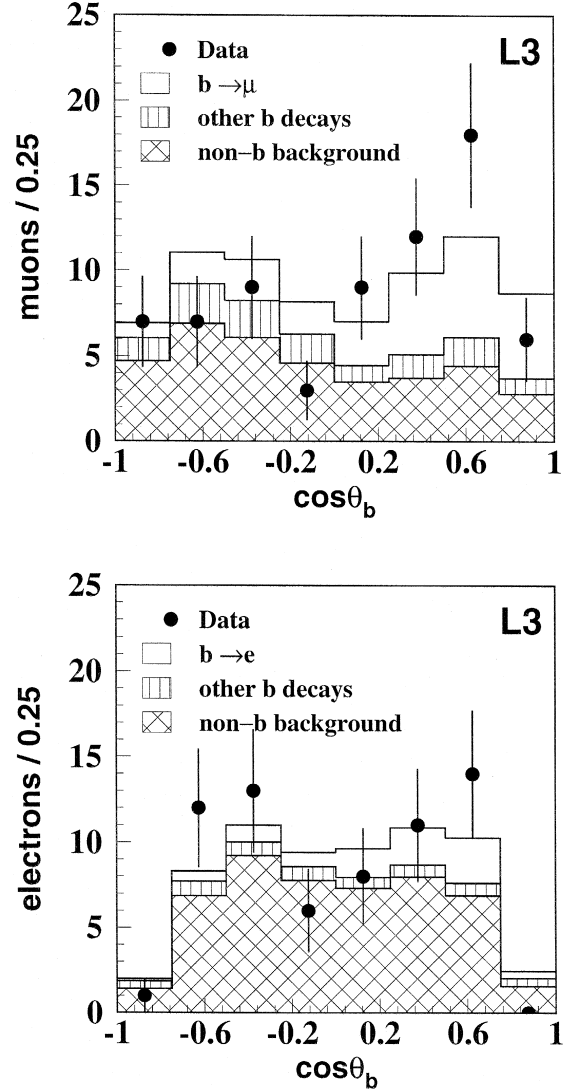 25
20
15
10
5
0
muons / 0.25
L3
Data
b →μ
other b decays
non−b background
-1 -0.6 -0.2 0.2 0.6 1
cosθb
25
20
15
10
5
0
electrons / 0.25
L3
Data
b →e
other b decays
non−b background
-1 -0.6 -0.2 0.2 0.6 1
cosθb